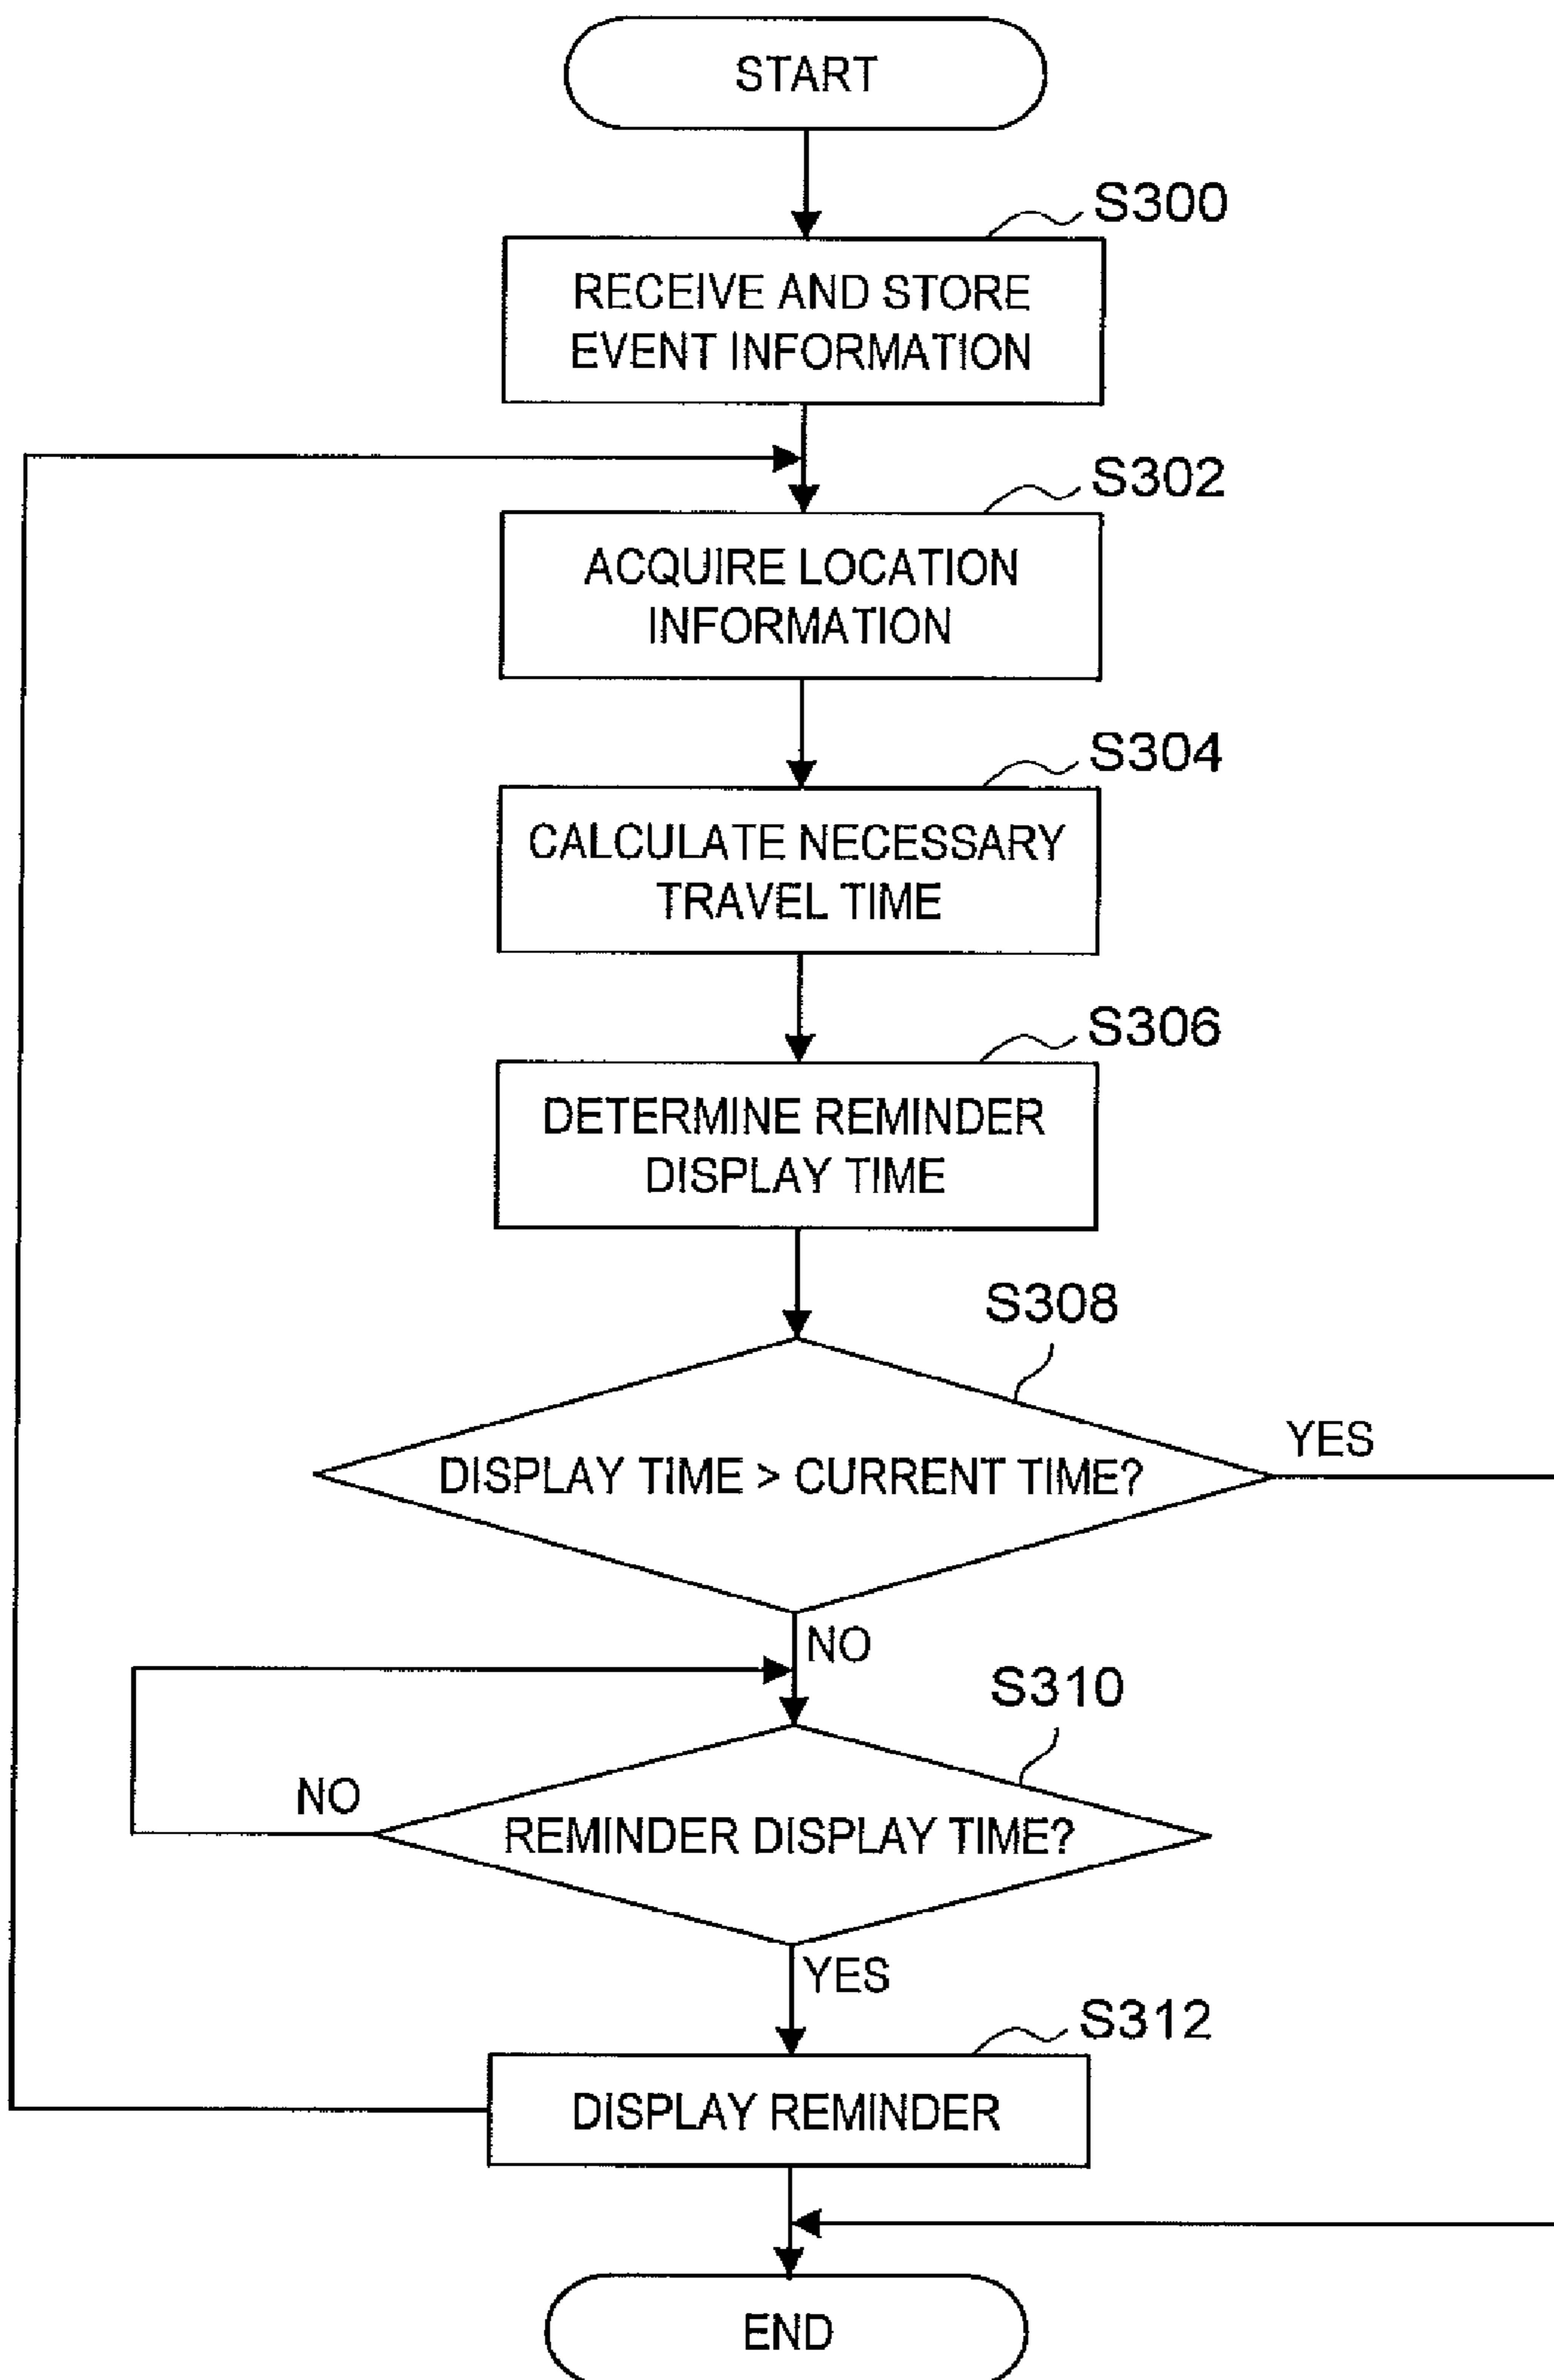 START
S300
RECEIVE AND STORE
EVENT INFORMATION
S302
ACQUIRE LOCATION
INFORMATION
S304
CALCULATE NECESSARY
TRAVEL TIME
S306
DETERMINE REMINDER
DISPLAY TIME
S308
DISPLAY TIME > CURRENT TIME?
YES
NO
S310
REMINDER DISPLAY TIME?
NO
YES
S312
DISPLAY REMINDER
END